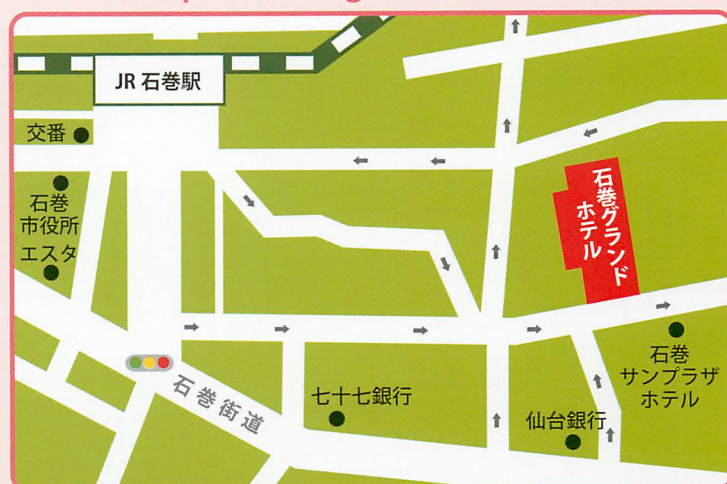 JR 石巻駅
交番
石巻
市役所
エスタ
石巻グランド
ホテル
石巻街道
七十七銀行
仙台銀行
石巻
サンプラザ
ホテル